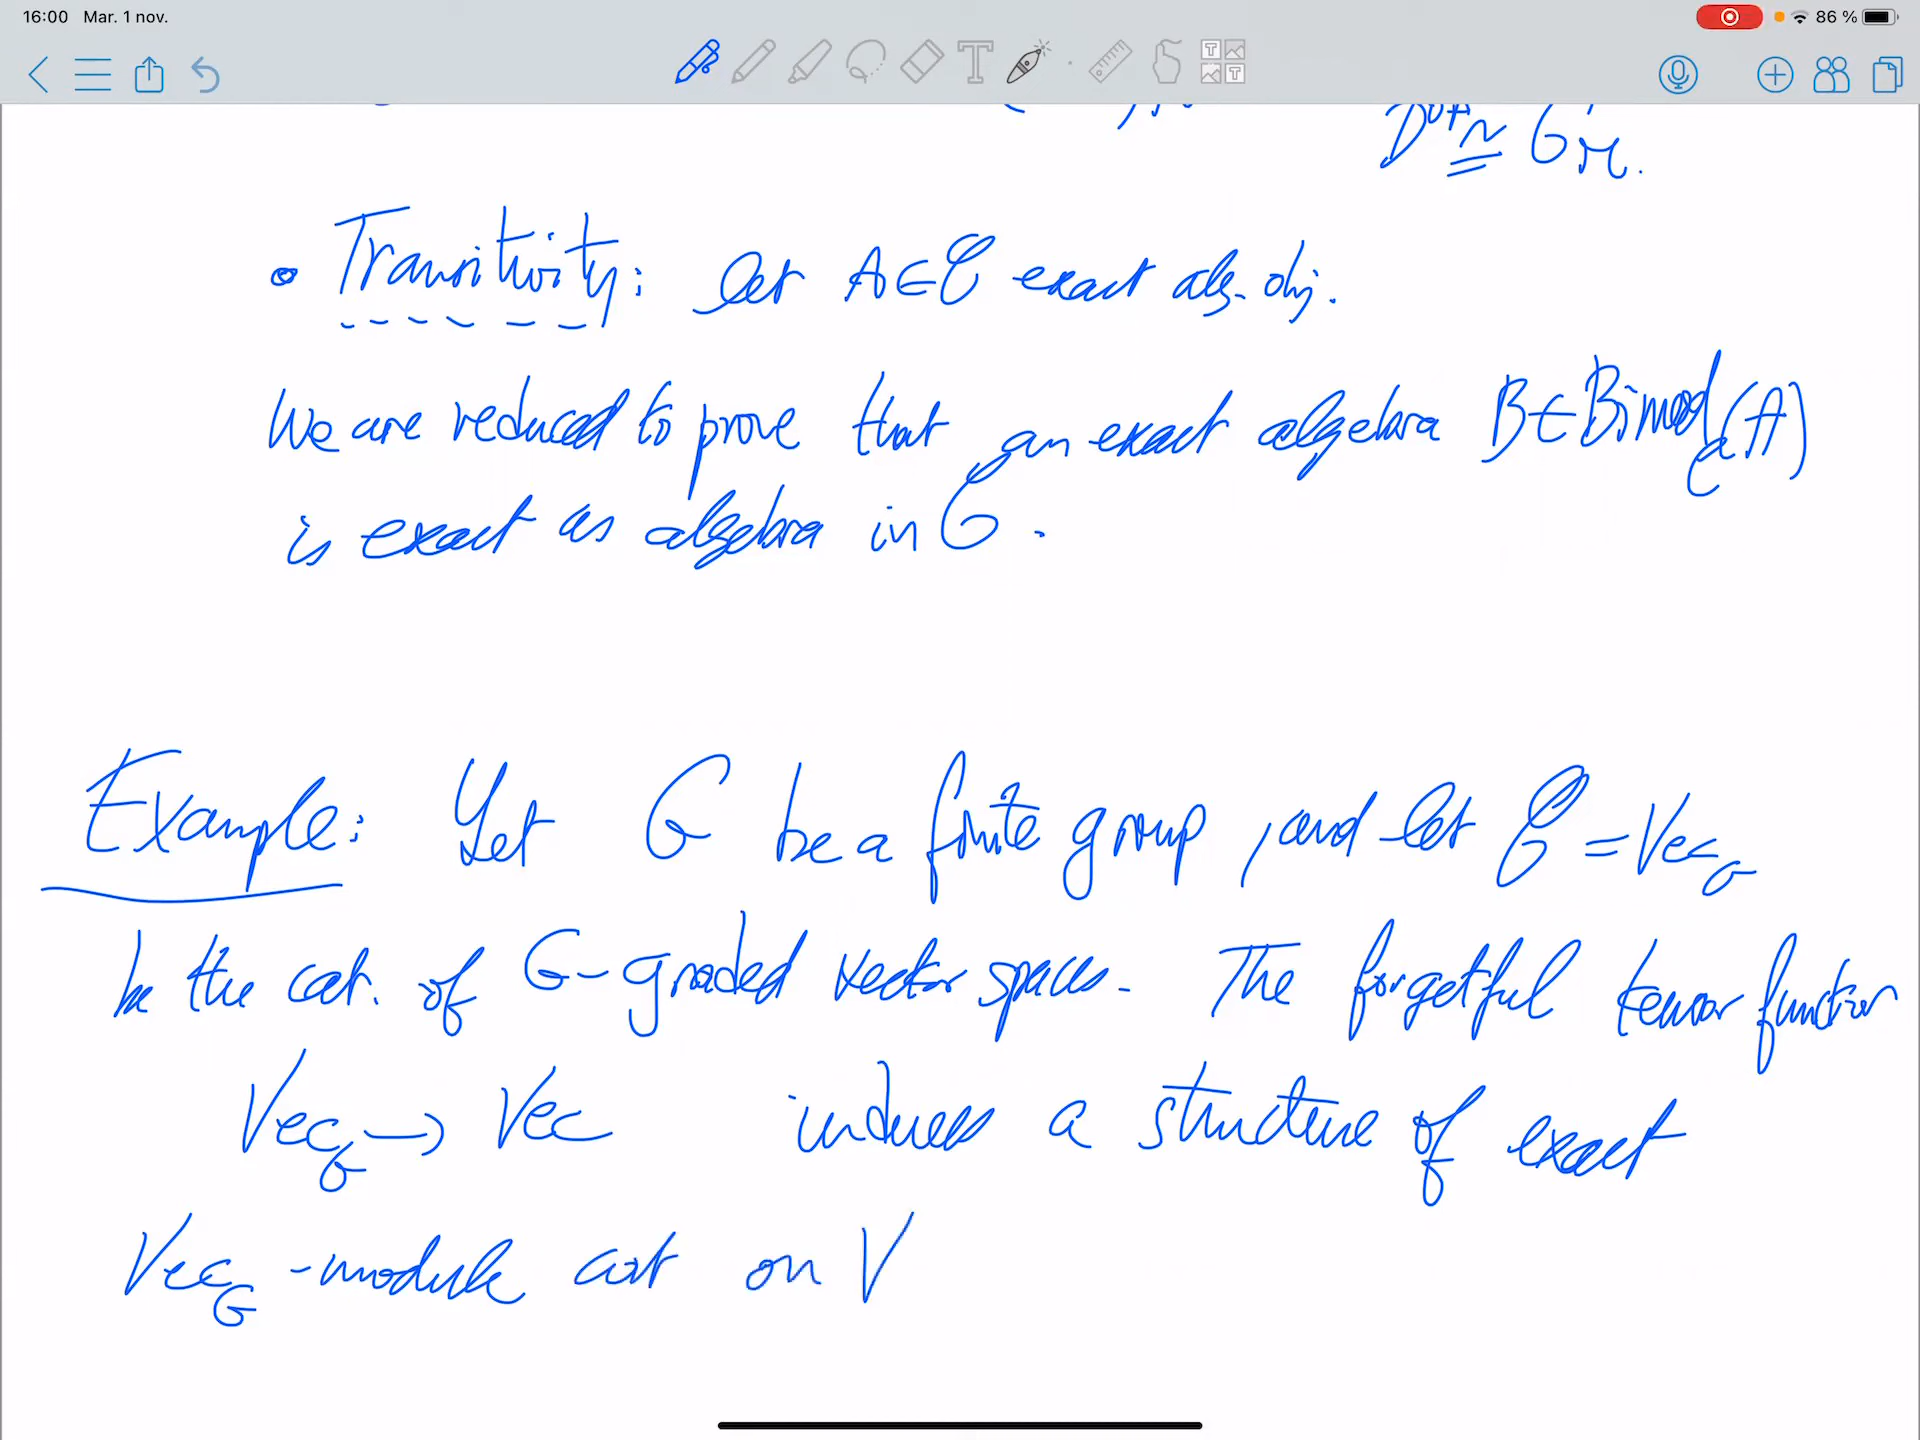 16:00 Mar. 1 nov. 86 %
D^op ≃ C*_M.
• Transitivity: let A∈C exact alg. obj.
We are reduced to prove that an exact algebra B∈Bimod_C(A)
is exact as algebra in C.
Example: Let G be a finite group, and let C = Vec_G
be the cat. of G-graded vector spaces. The forgetful tensor functor
Vec_G → Vec induces a structure of exact
Vec_G-module cat on V